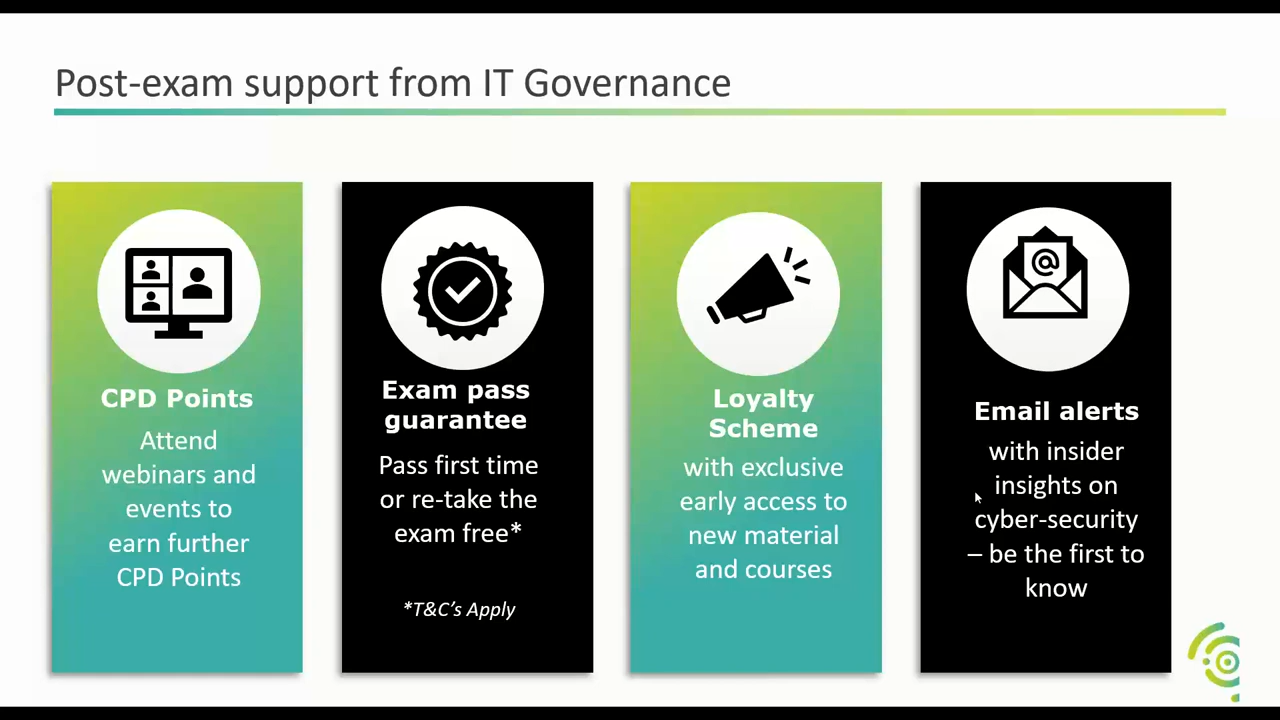 Post-exam support from IT Governance
CPD Points
Attend
webinars and
events to
earn further
CPD Points
Exam pass
guarantee
Pass first time
or re-take the
exam free*
*T&C’s Apply
Loyalty
Scheme
with exclusive
early access to
new material
and courses
@
Email alerts
with insider
insights on
cyber-security
– be the first to
know